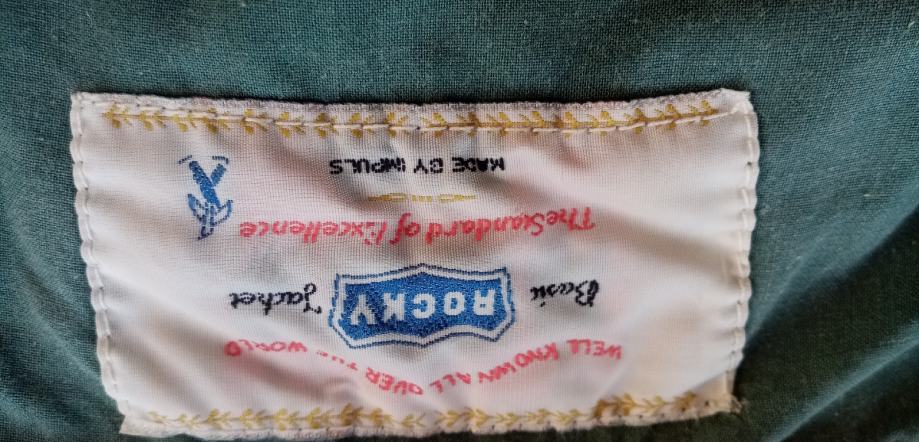 WELL KNOWN ALL OVER THE WORLD
Basic ROCKY Jacket
The Standard of Excellence
MADE BY IMPULS